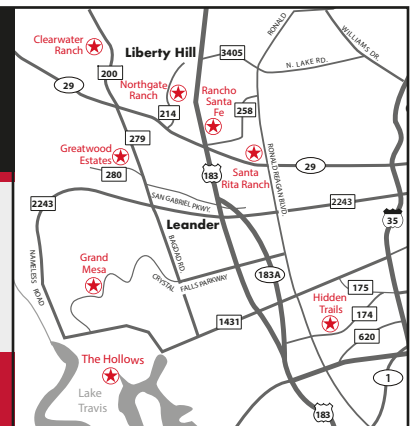 Clearwater
Ranch
Liberty Hill
RONALD
WILLIAMS DR
3405
N. LAKE RD.
200
29
Northgate
Ranch
Rancho
Santa
Fe
214
258
279
Greatwood
Estates
280
Santa
Rita Ranch
29
183
RONALD REAGAN BLVD.
2243
SAN GABRIEL PKWY.
2243
35
Leander
NAMELESS ROAD
BAGDAD RD.
Grand
Mesa
CRYSTAL FALLS PARKWAY
183A
175
Hidden
Trails
174
1431
620
The Hollows
Lake
Travis
1
183